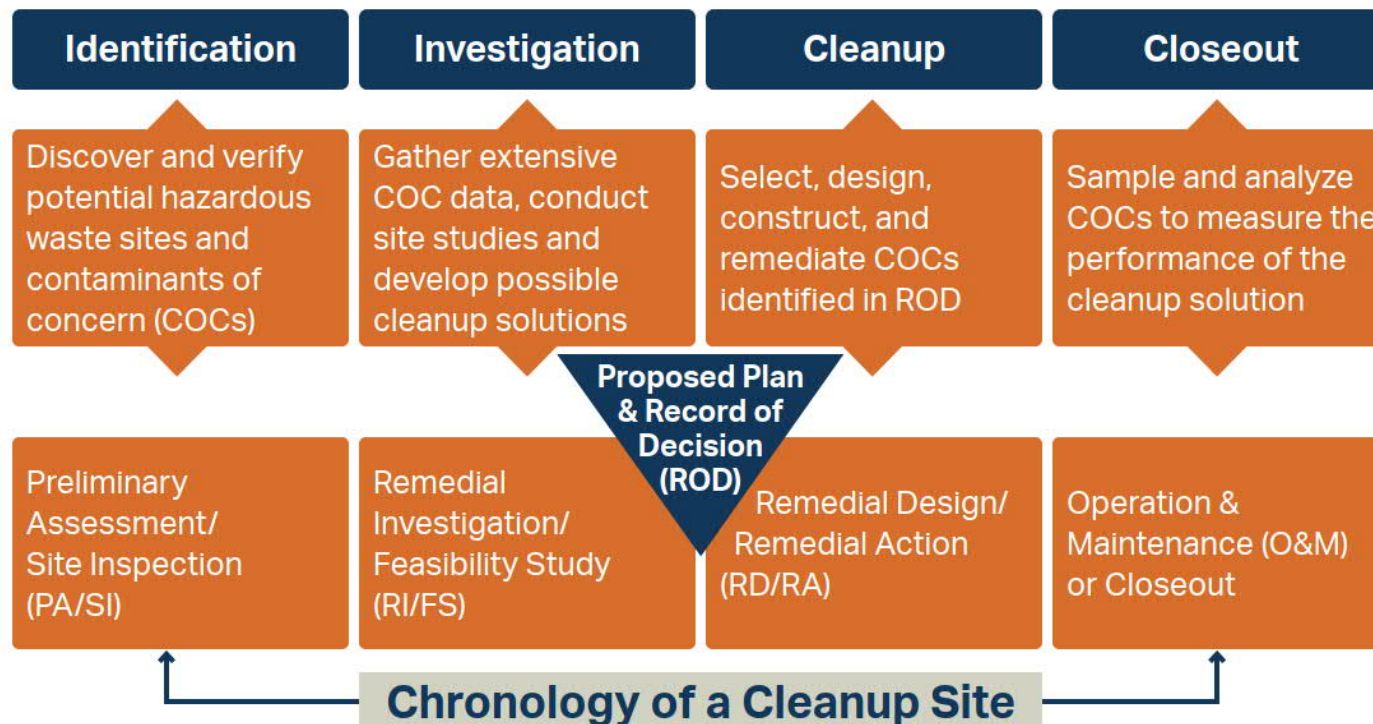 Identification
Investigation
Cleanup
Closeout
Discover and verify
potential hazardous
waste sites and
contaminants of
concern (COCs)
Gather extensive
COC data, conduct
site studies and
develop possible
cleanup solutions
Select, design,
construct, and
remediate COCs
identified in ROD
Sample and analyze
COCs to measure the
performance of the
cleanup solution
Proposed Plan
& Record of
Decision
(ROD)
Preliminary
Assessment/
Site Inspection
(PA/SI)
Remedial
Investigation/
Feasibility Study
(RI/FS)
Remedial Design/
Remedial Action
(RD/RA)
Operation &
Maintenance (O&M)
or Closeout
Chronology of a Cleanup Site